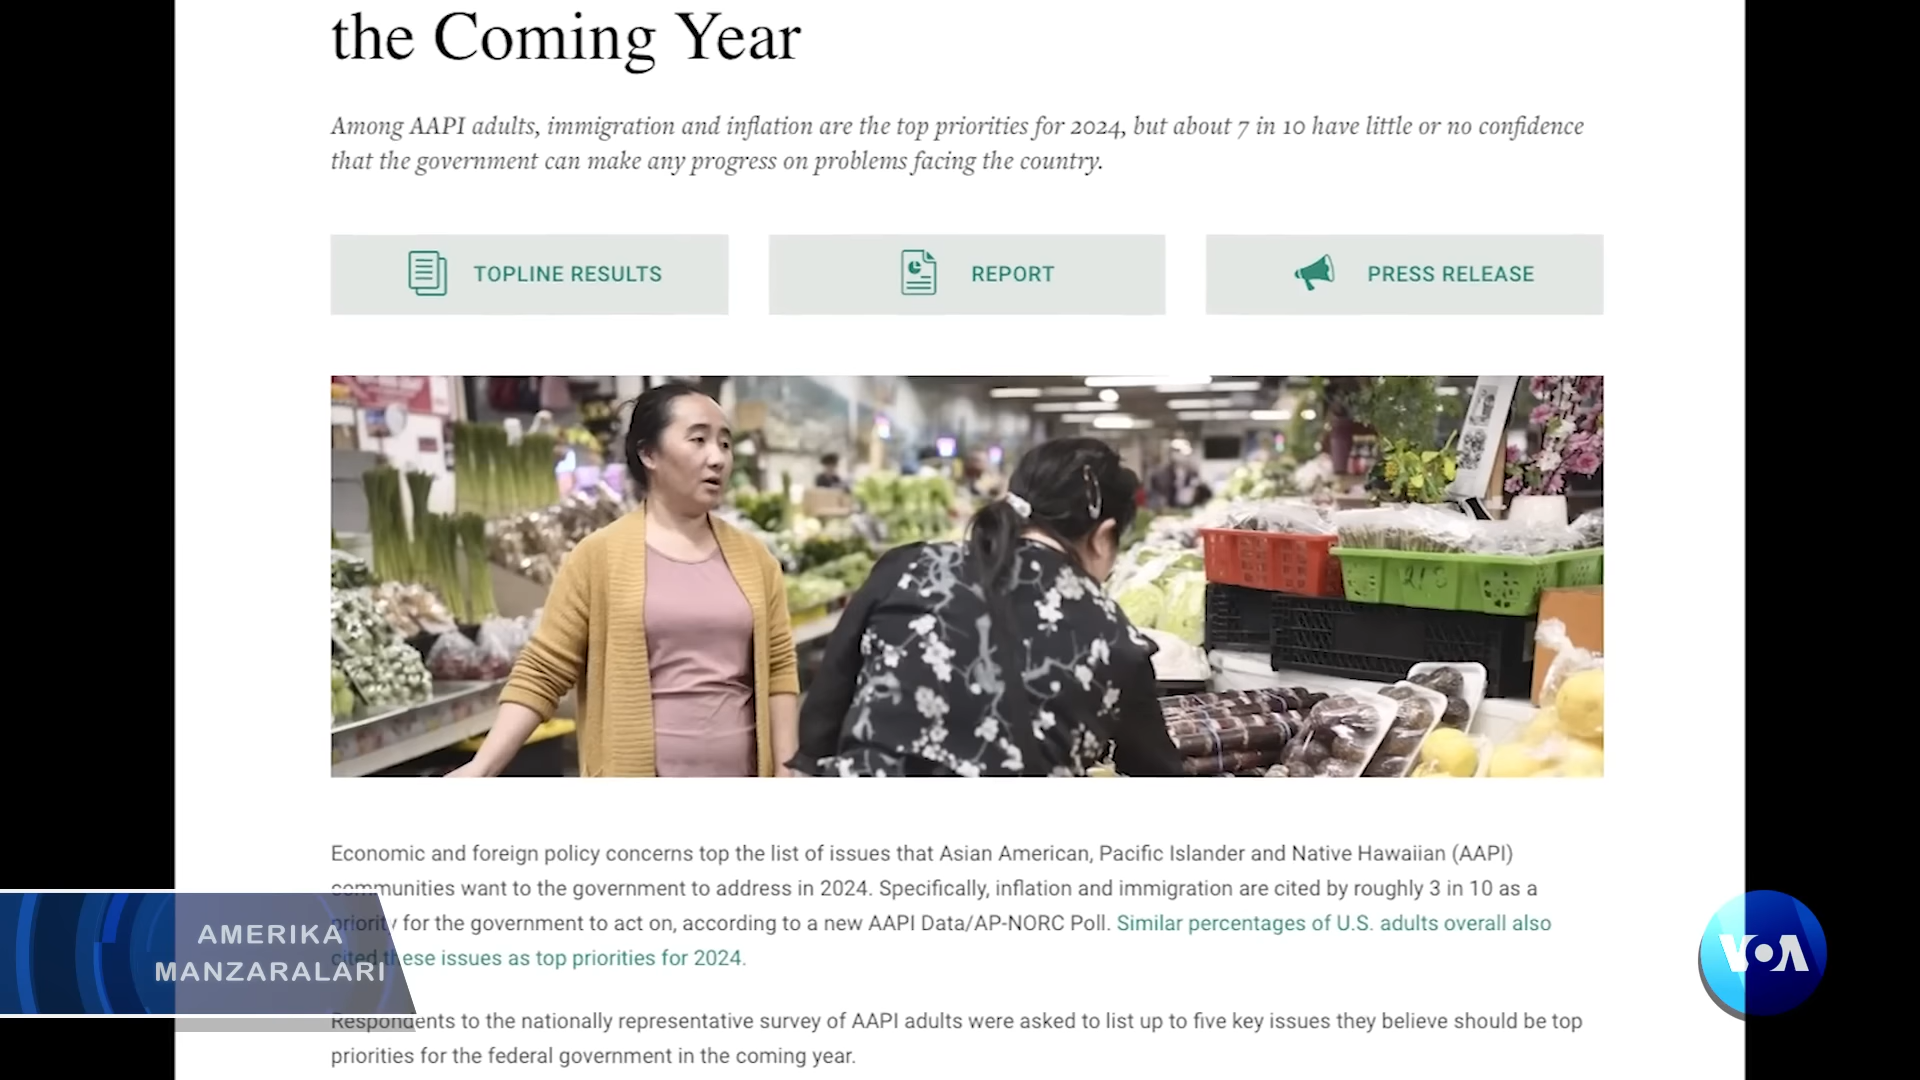 the Coming Year
Among AAPI adults, immigration and inflation are the top priorities for 2024, but about 7 in 10 have little or no confidence
that the government can make any progress on problems facing the country.
TOPLINE RESULTS
REPORT
PRESS RELEASE
Economic and foreign policy concerns top the list of issues that Asian American, Pacific Islander and Native Hawaiian (AAPI)
communities want to the government to address in 2024. Specifically, inflation and immigration are cited by roughly 3 in 10 as a
priority for the government to act on, according to a new AAPI Data/AP-NORC Poll. Similar percentages of U.S. adults overall also
cited these issues as top priorities for 2024.
Respondents to the nationally representative survey of AAPI adults were asked to list up to five key issues they believe should be top
priorities for the federal government in the coming year.
AMERIKA
MANZARALARI
VOA